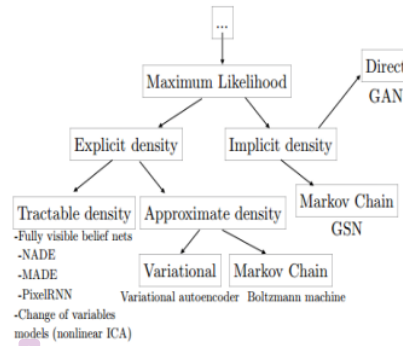 ...
Direct
Maximum Likelihood
GAN
Explicit density
Implicit density
Markov Chain
Tractable density
Approximate density
GSN
-Fully visible belief nets
-NADE
-MADE
Variational
Markov Chain
-PixelRNN
Variational autoencoder
Boltzmann machine
-Change of variables
models (nonlinear ICA)